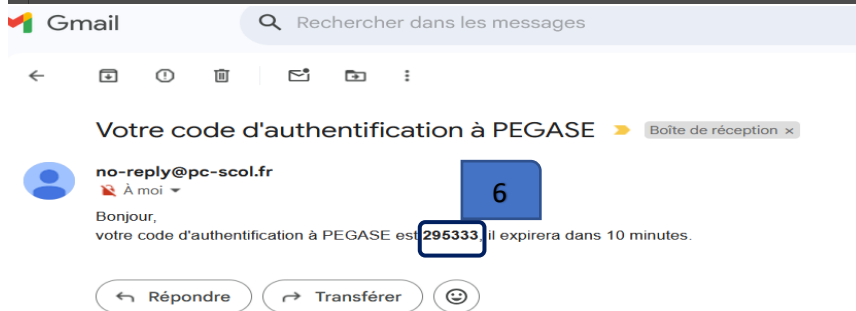 Gmail
Rechercher dans les messages
Votre code d'authentification à PEGASE
Boîte de réception ×
no-reply@pc-scol.fr
À moi
6
Bonjour,
votre code d'authentification à PEGASE est 295333, il expirera dans 10 minutes.
Répondre
Transférer